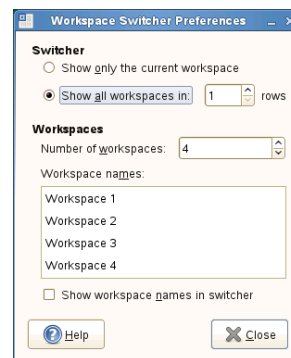 Workspace Switcher Preferences
Switcher
Show only the current workspace
Show all workspaces in: 1 rows
Workspaces
Number of workspaces: 4
Workspace names:
Workspace 1
Workspace 2
Workspace 3
Workspace 4
Show workspace names in switcher
Help Close